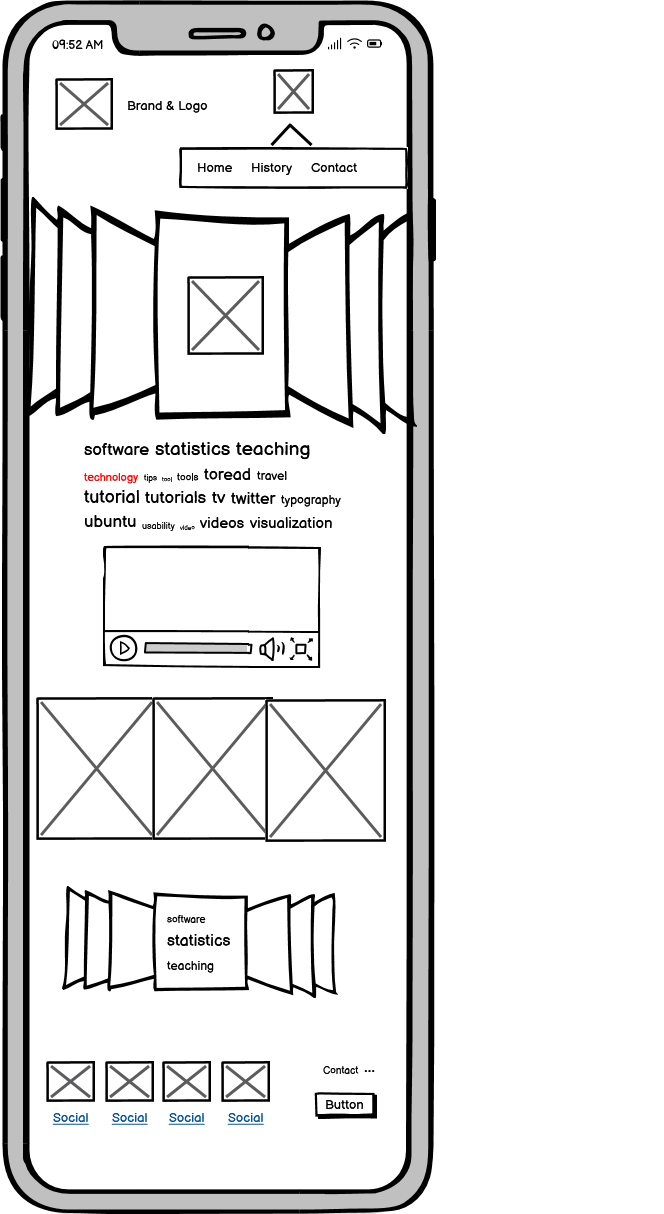 09:52 AM
Brand & Logo
Home History Contact
software statistics teaching
technology tips tool tools toread travel
tutorial tutorials tv twitter typography
ubuntu usability video videos visualization
software
statistics
teaching
Contact ...
Button
Social Social Social Social